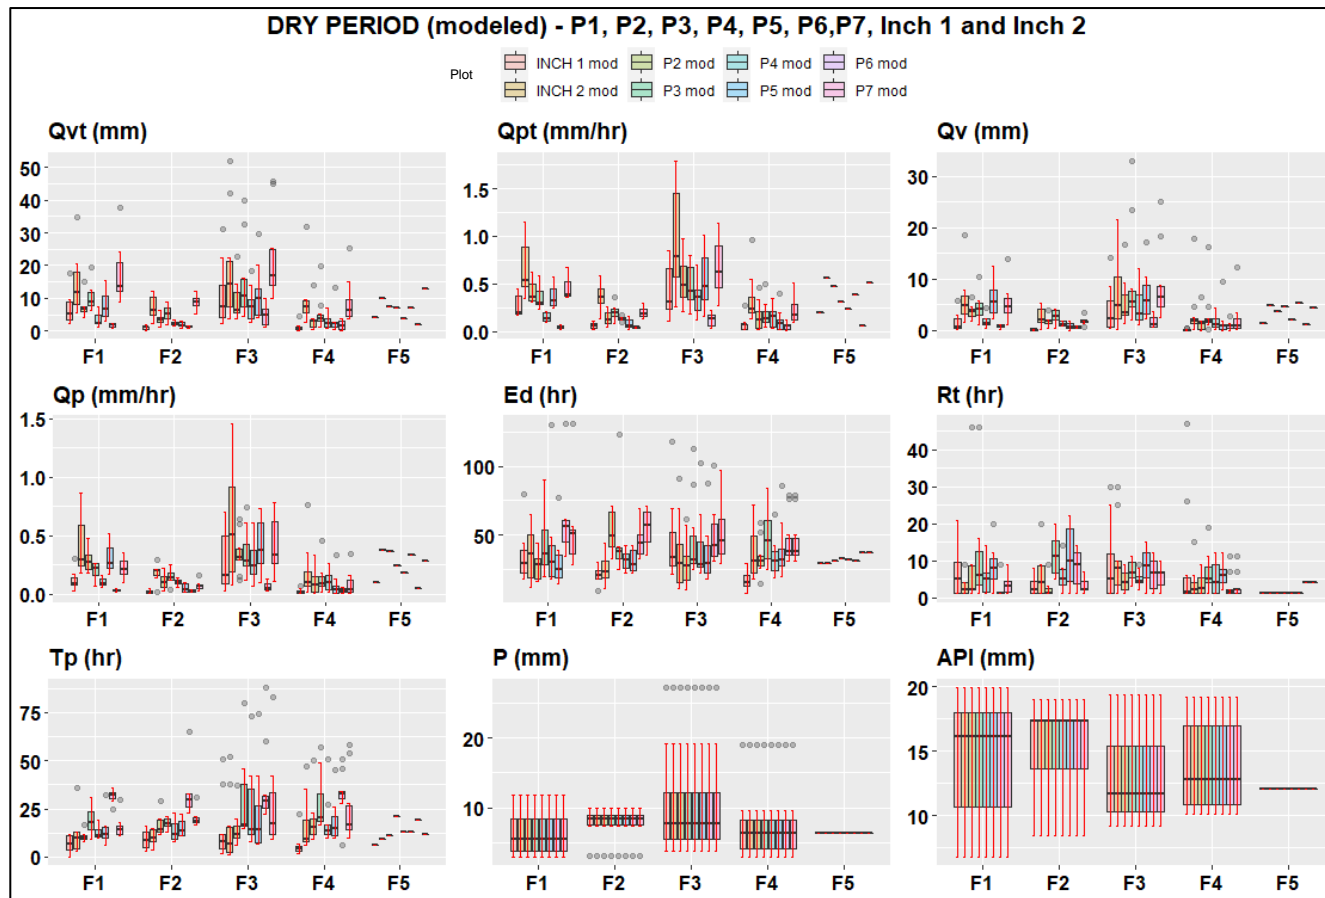 DRY PERIOD (modeled) - P1, P2, P3, P4, P5, P6,P7, Inch 1 and Inch 2
Plot
INCH 1 mod P2 mod P4 mod P6 mod
INCH 2 mod P3 mod P5 mod P7 mod
Qvt (mm) Qpt (mm/hr) Qv (mm)
50
40
30
20
10
0
F1 F2 F3 F4 F5
1.5
1.0
0.5
0.0
F1 F2 F3 F4 F5
30
20
10
0
F1 F2 F3 F4 F5
Qp (mm/hr) Ed (hr) Rt (hr)
1.5
1.0
0.5
0.0
F1 F2 F3 F4 F5
100
50
F1 F2 F3 F4 F5
40
30
20
10
0
F1 F2 F3 F4 F5
Tp (hr) P (mm) API (mm)
75
50
25
0
F1 F2 F3 F4 F5
20
10
0
F1 F2 F3 F4 F5
20
15
10
F1 F2 F3 F4 F5